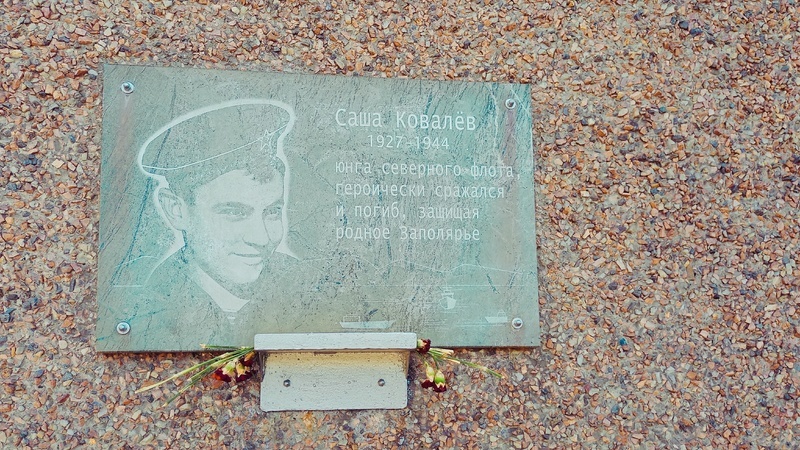 Саша Ковалёв
1927-1944
юнга северного флота,
героически сражался
и погиб, защищая
родное Заполярье